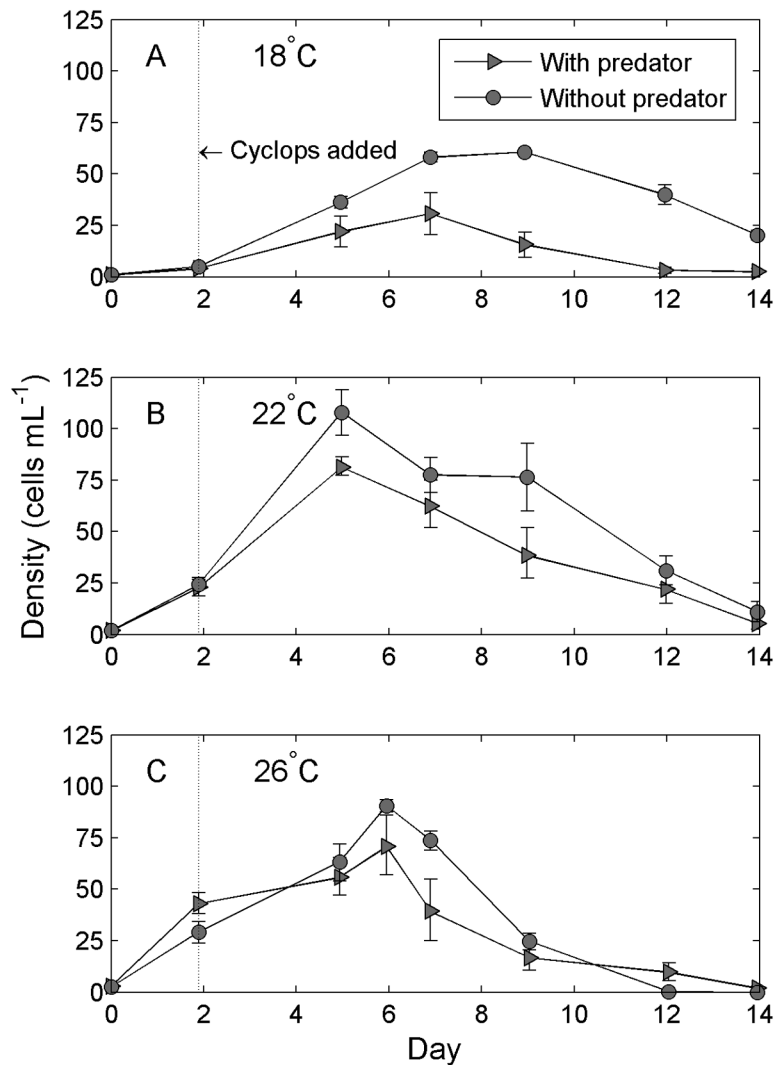 125
100
75
50
25
0
A
18°C
With predator
Without predator
← Cyclops added
0 2 4 6 8 10 12 14
125
100
75
50
25
0
B
22°C
0 2 4 6 8 10 12 14
Density (cells mL⁻¹)
125
100
75
50
25
0
C
26°C
0 2 4 6 8 10 12 14
Day